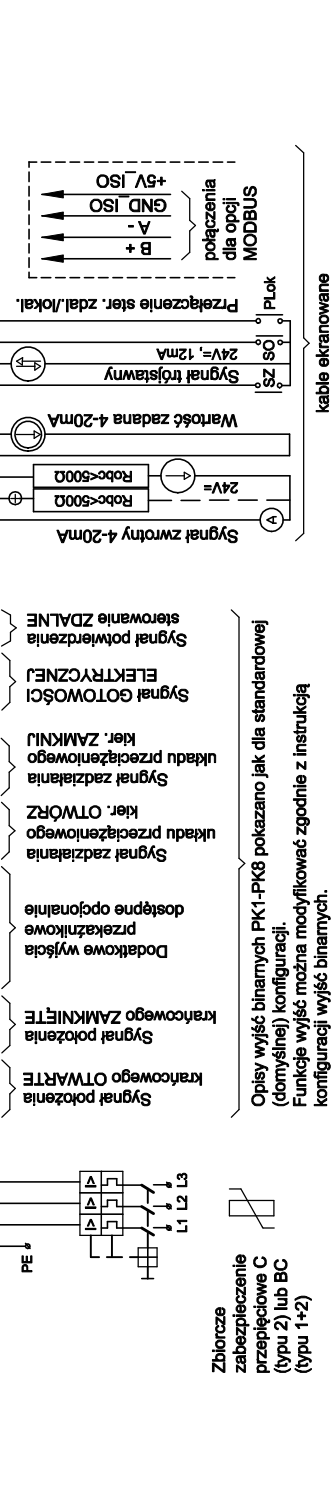 Zbiorcze
zabezpieczenie
przepięciowe C
(typu 2) lub BC
(typu 1+2)
PE
L1
L2
L3
>
>
>
Sygnał położenia
krańcowego OTWARTE
Sygnał położenia
krańcowego ZAMKNIĘTE
Dodatkowe wyjścia
przekaźnikowe
dostępne opcjonalnie
Sygnał zadziałania
układu przeciążeniowego
kier. OTWÓRZ
Sygnał zadziałania
układu przeciążeniowego
kier. ZAMKNIJ
Sygnał GOTOWOŚCI
ELEKTRYCZNEJ
Sygnał potwierdzenia
sterowanie ZDALNE
Opisy wyjść binarnych PK1-PK8 pokazano jak dla standardowej
(domyślnej) konfiguracji.
Funkcje wyjść można modyfikować zgodnie z instrukcją
konfiguracji wyjść binarnych.
Sygnał zwrotny 4-20mA
A
24V=
Robc<500Ω
Robc<500Ω
Wartość zadana 4-20mA
Sygnał trójstawny
24V=, 12mA
SZ
SO
PLok
Przełącznie ster. zdal./lokal.
B +
A -
GND_ISO
+5V_ISO
połączenia
dla opcji
MODBUS
kable ekranowane